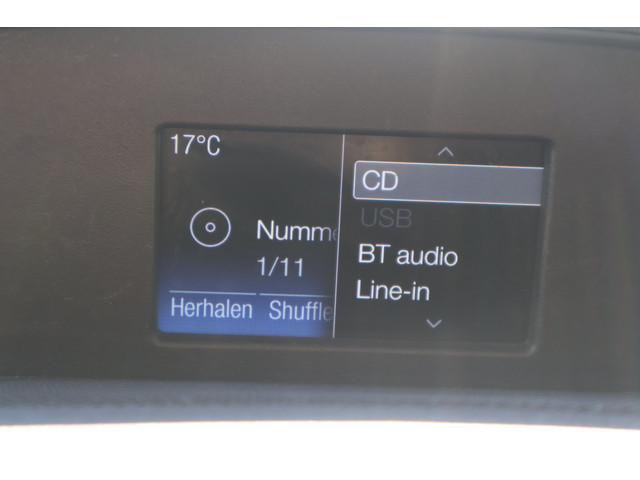 17°C
Numme
1/11
Herhalen Shuffle
CD
USB
BT audio
Line-in